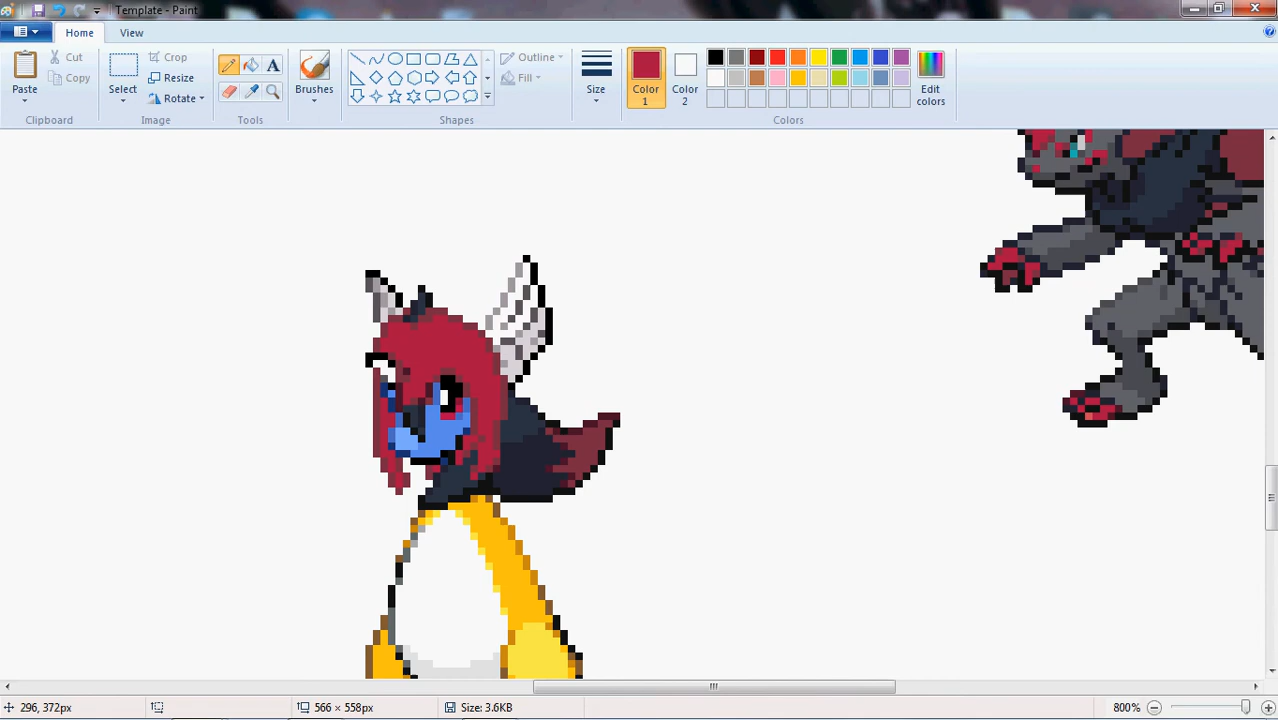 Template - Paint
Home View
Paste
Cut
Copy
Clipboard
Select
Crop
Resize
Rotate
Image
A
Tools
Brushes
Outline
Fill
Shapes
Size
Color 1
Color 2
Edit colors
Colors
296, 372px
566 × 558px
Size: 3.6KB
800%